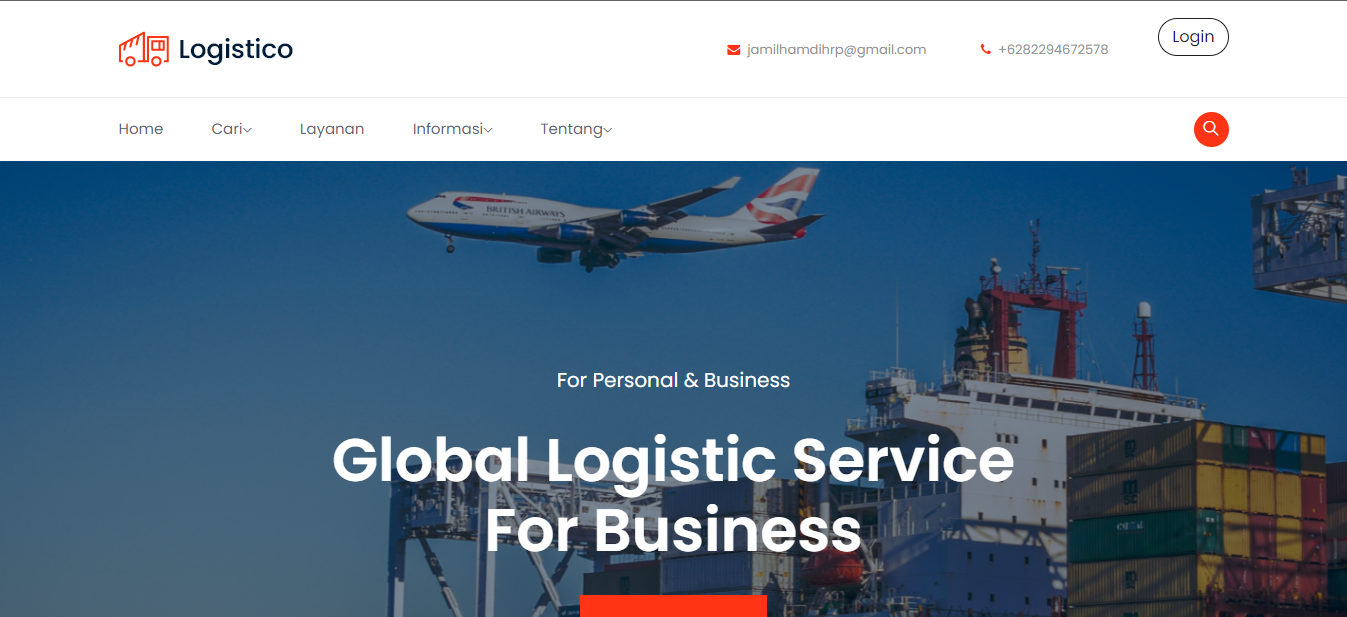 Logistico
jamilhamdihrp@gmail.com
+6282294672578
Login
Home
Cari
Layanan
Informasi
Tentang
BRITISH AIRWAYS
For Personal & Business
Global Logistic Service
For Business